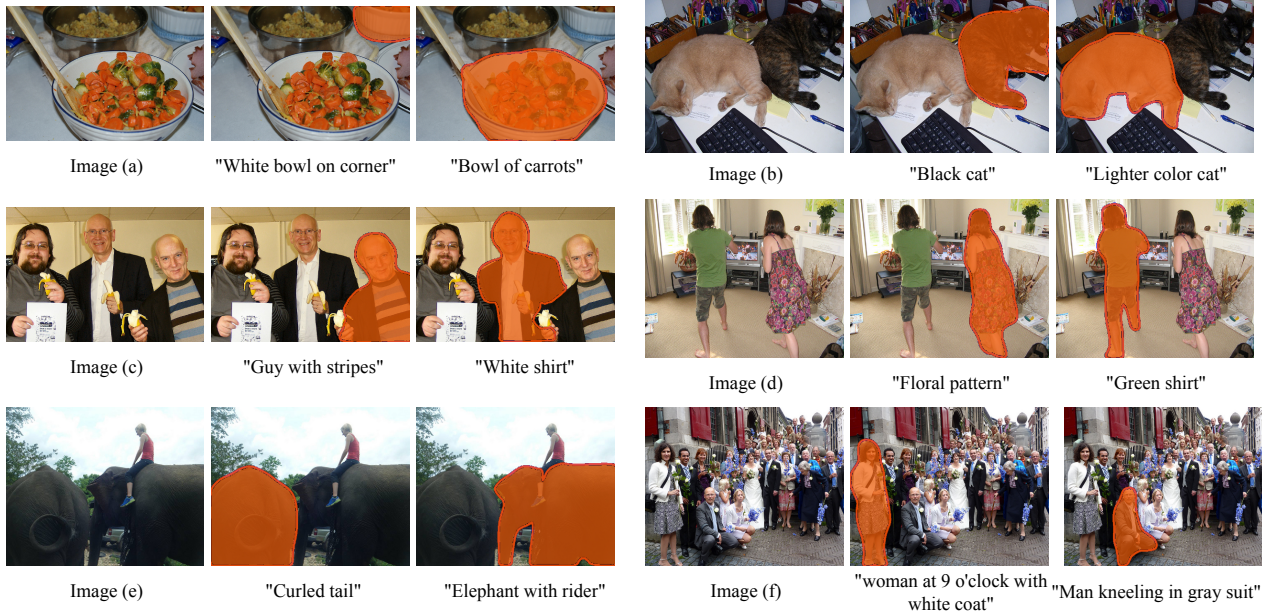 Image (a)
"White bowl on corner"
"Bowl of carrots"
Image (b)
"Black cat"
"Lighter color cat"
Image (c)
"Guy with stripes"
"White shirt"
Image (d)
"Floral pattern"
"Green shirt"
Image (e)
"Curled tail"
"Elephant with rider"
Image (f)
"woman at 9 o'clock with
white coat"
"Man kneeling in gray suit"